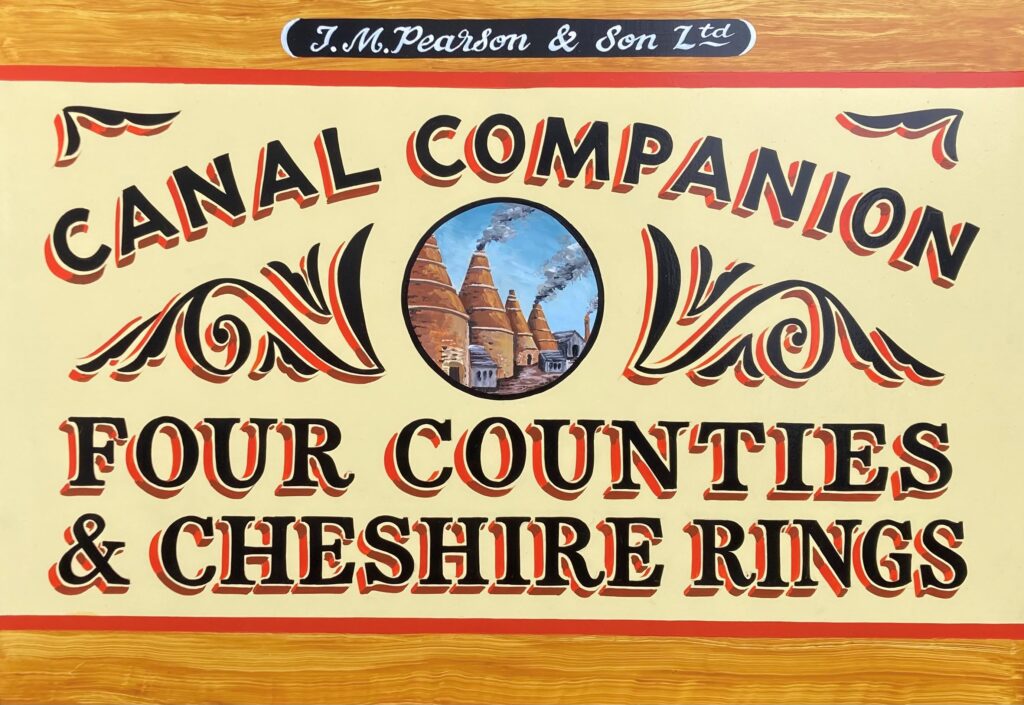 J.M.Pearson & Son Ltd
CANAL COMPANION
FOUR COUNTIES
& CHESHIRE RINGS